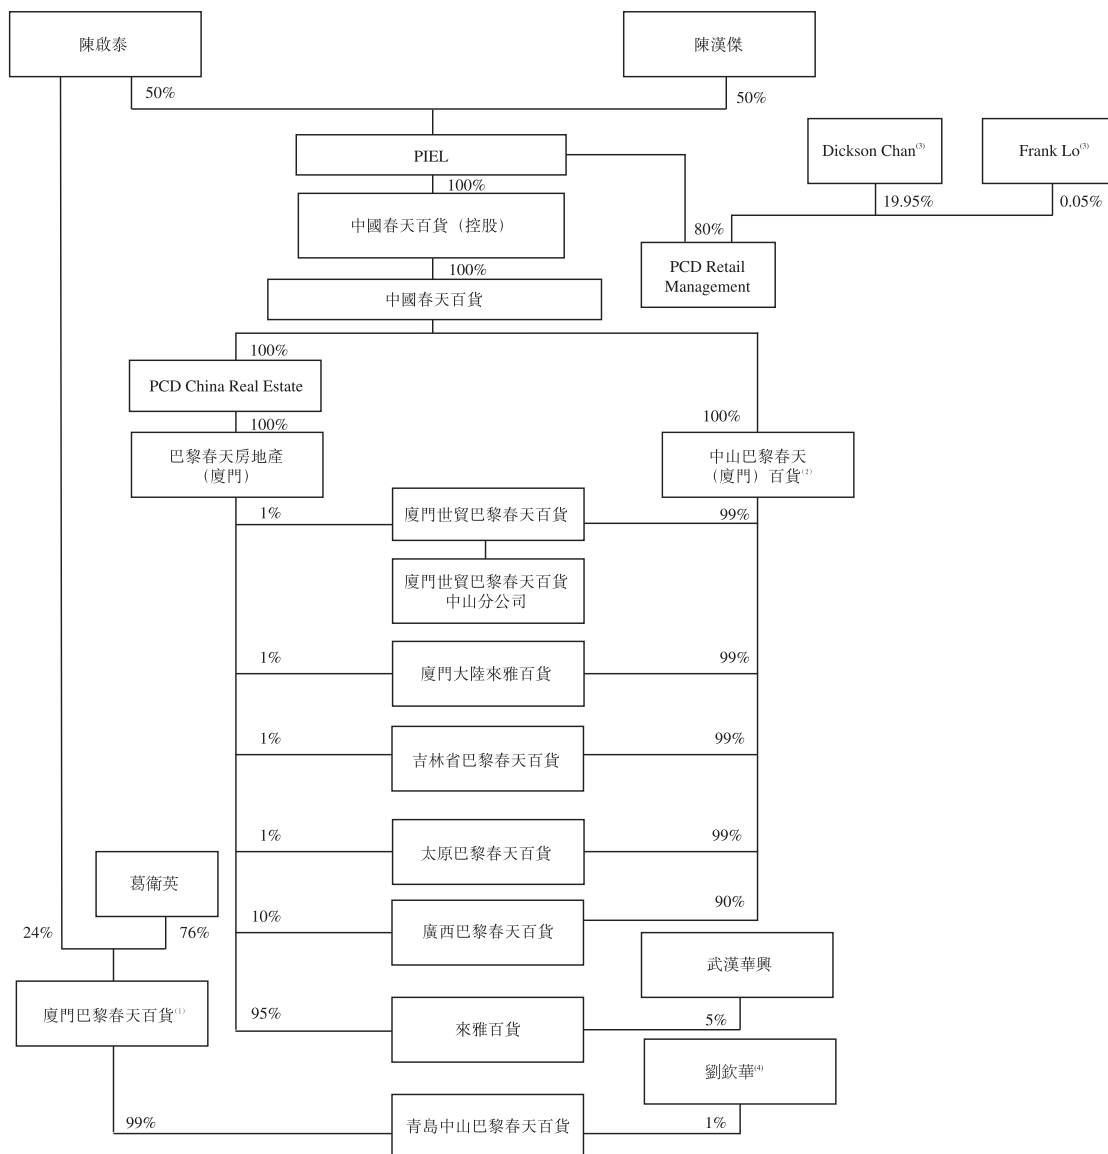 陳啟泰
陳漢傑
50%
50%
Dickson Chan(3)
Frank Lo(3)
PIEL
100%
19.95%
0.05%
中國春天百貨（控股）
80%
PCD Retail
Management
100%
中國春天百貨
100%
PCD China Real Estate
100%
100%
巴黎春天房地產
（廈門）
中山巴黎春天
（廈門）百貨(2)
1%
廈門世貿巴黎春天百貨
99%
廈門世貿巴黎春天百貨
中山分公司
1%
廈門大陸來雅百貨
99%
1%
吉林省巴黎春天百貨
99%
1%
太原巴黎春天百貨
99%
葛衛英
10%
廣西巴黎春天百貨
90%
24%
76%
武漢華興
廈門巴黎春天百貨(1)
95%
來雅百貨
5%
劉欽華(4)
99%
青島中山巴黎春天百貨
1%